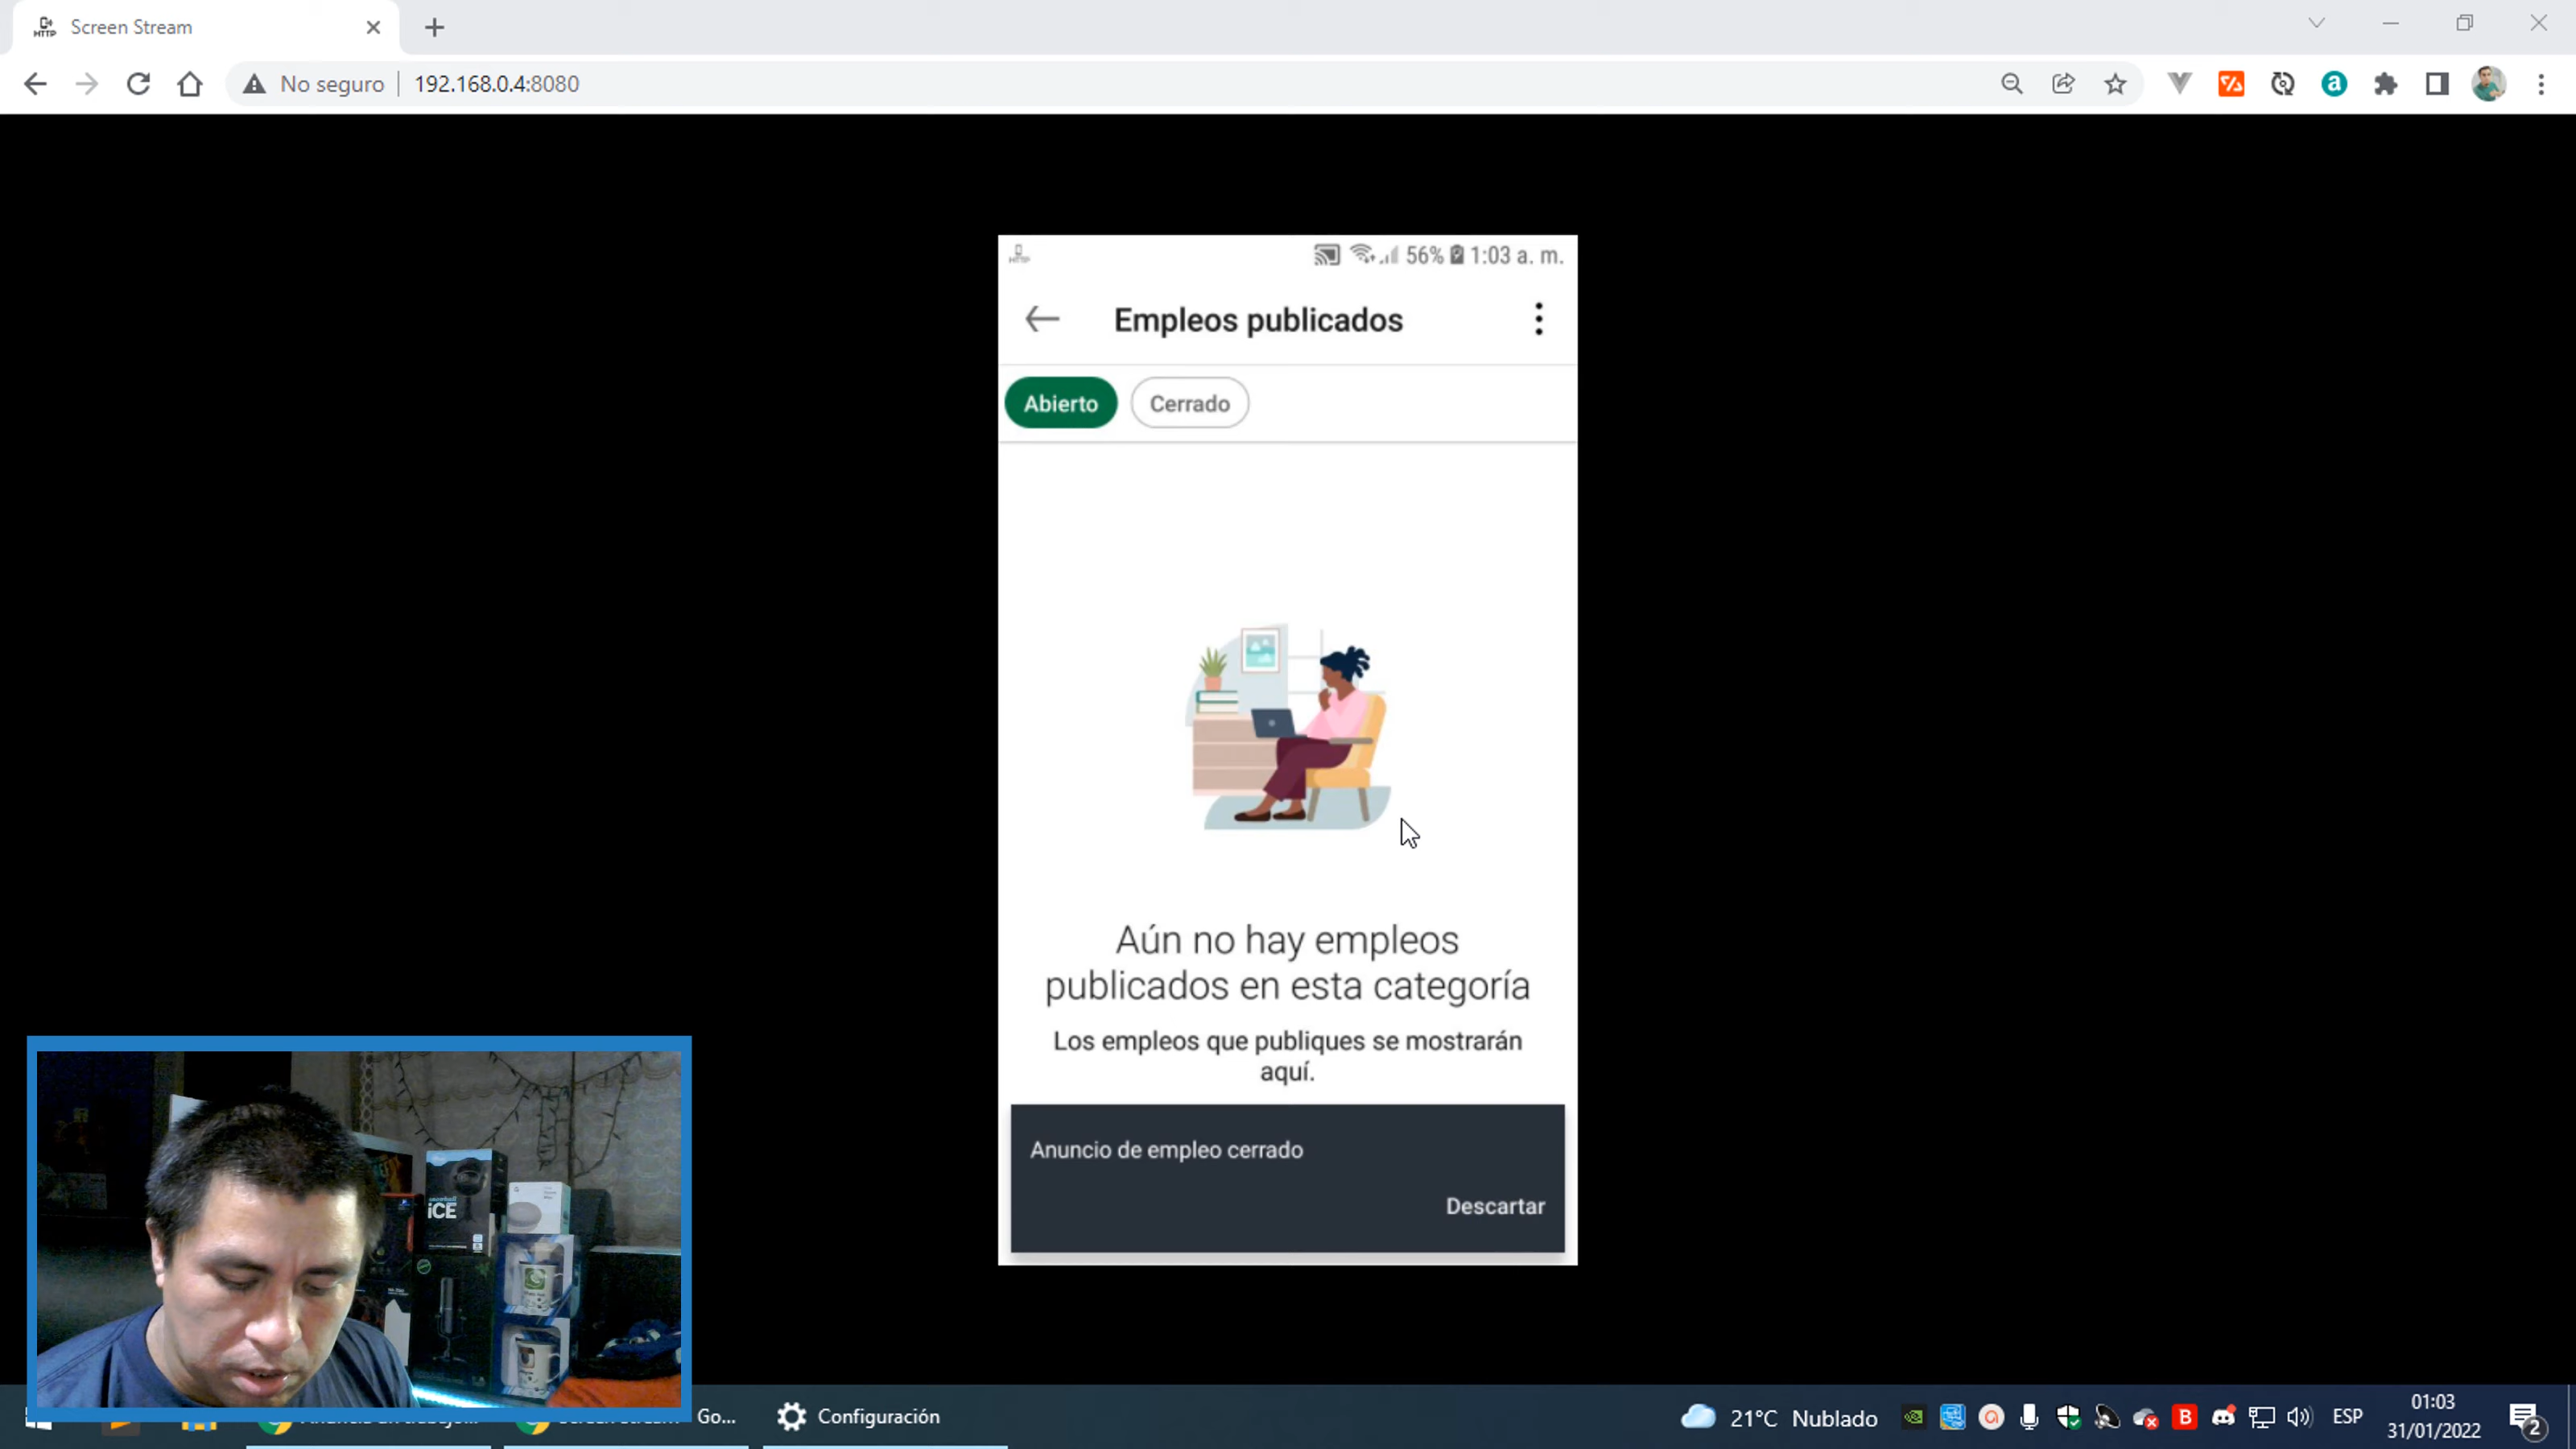 Screen Stream
No seguro
192.168.0.4:8080
HTTP
56% 1:03 a. m.
Empleos publicados
Abierto
Cerrado
Aún no hay empleos
publicados en esta categoría
Los empleos que publiques se mostrarán
aquí.
Anuncio de empleo cerrado
Descartar
iCE
Go...
Configuración
21°C Nublado
ESP
01:03
31/01/2022
2